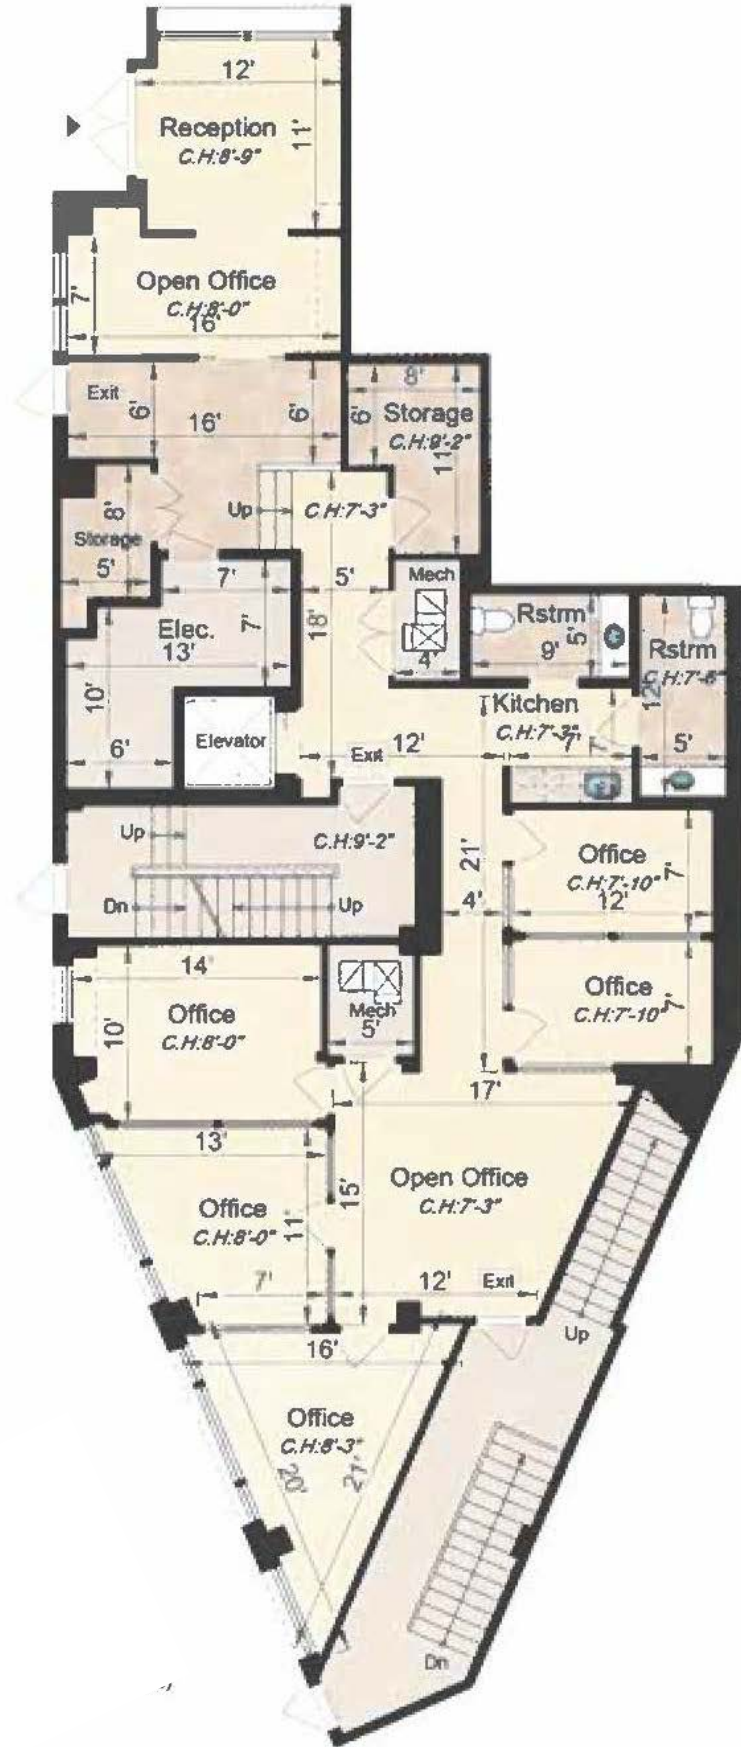 12'
Reception
C.H:8'-9"
11'
Open Office
C.H:8'-0"
7'
16'
Exit
6'
16'
6'
8'
6'
Storage
C.H:9'-2"
11'
8'
Storage
5'
Up
C.H:7'-3"
7'
5'
Mech
4'
18'
Elec.
13'
7'
10'
6'
Rstrm
9'
5'
Rstrm
C.H:7'-6"
12'
5'
Elevator
12'
Exit
Kitchen
C.H:7'-3"
7'
7'
Up
C.H:9'-2"
Dn
Up
21'
4'
Office
C.H:7'-10"
12'
7'
14'
Office
C.H:8'-0"
10'
Mech
5'
Office
C.H:7'-10"
7'
17'
13'
Office
C.H:8'-0"
11'
7'
15'
Open Office
C.H:7'-3"
12'
Exit
Up
16'
Office
C.H:8'-3"
20'
21'
Dn